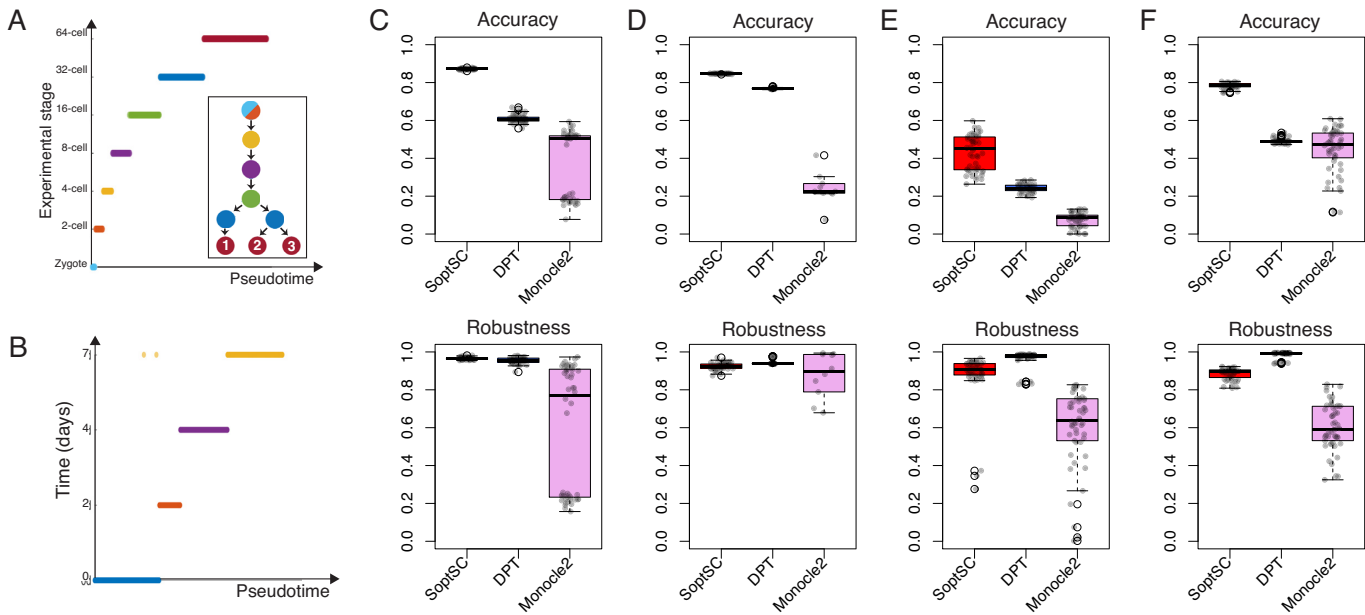 A
Experimental stage
64-cell
32-cell
16-cell
8-cell
4-cell
2-cell
Zygote
1
2
3
Pseudotime
B
Time (days)
7
4
2
0
Pseudotime
C
Accuracy
1.0
0.8
0.6
0.4
0.2
0.0
SoptSC
DPT
Monocle2
Robustness
1.0
0.8
0.6
0.4
0.2
0.0
SoptSC
DPT
Monocle2
D
Accuracy
1.0
0.8
0.6
0.4
0.2
0.0
SoptSC
DPT
Monocle2
Robustness
1.0
0.8
0.6
0.4
0.2
0.0
SoptSC
DPT
Monocle2
E
Accuracy
1.0
0.8
0.6
0.4
0.2
0.0
SoptSC
DPT
Monocle2
Robustness
1.0
0.8
0.6
0.4
0.2
0.0
SoptSC
DPT
Monocle2
F
Accuracy
1.0
0.8
0.6
0.4
0.2
0.0
SoptSC
DPT
Monocle2
Robustness
1.0
0.8
0.6
0.4
0.2
0.0
SoptSC
DPT
Monocle2